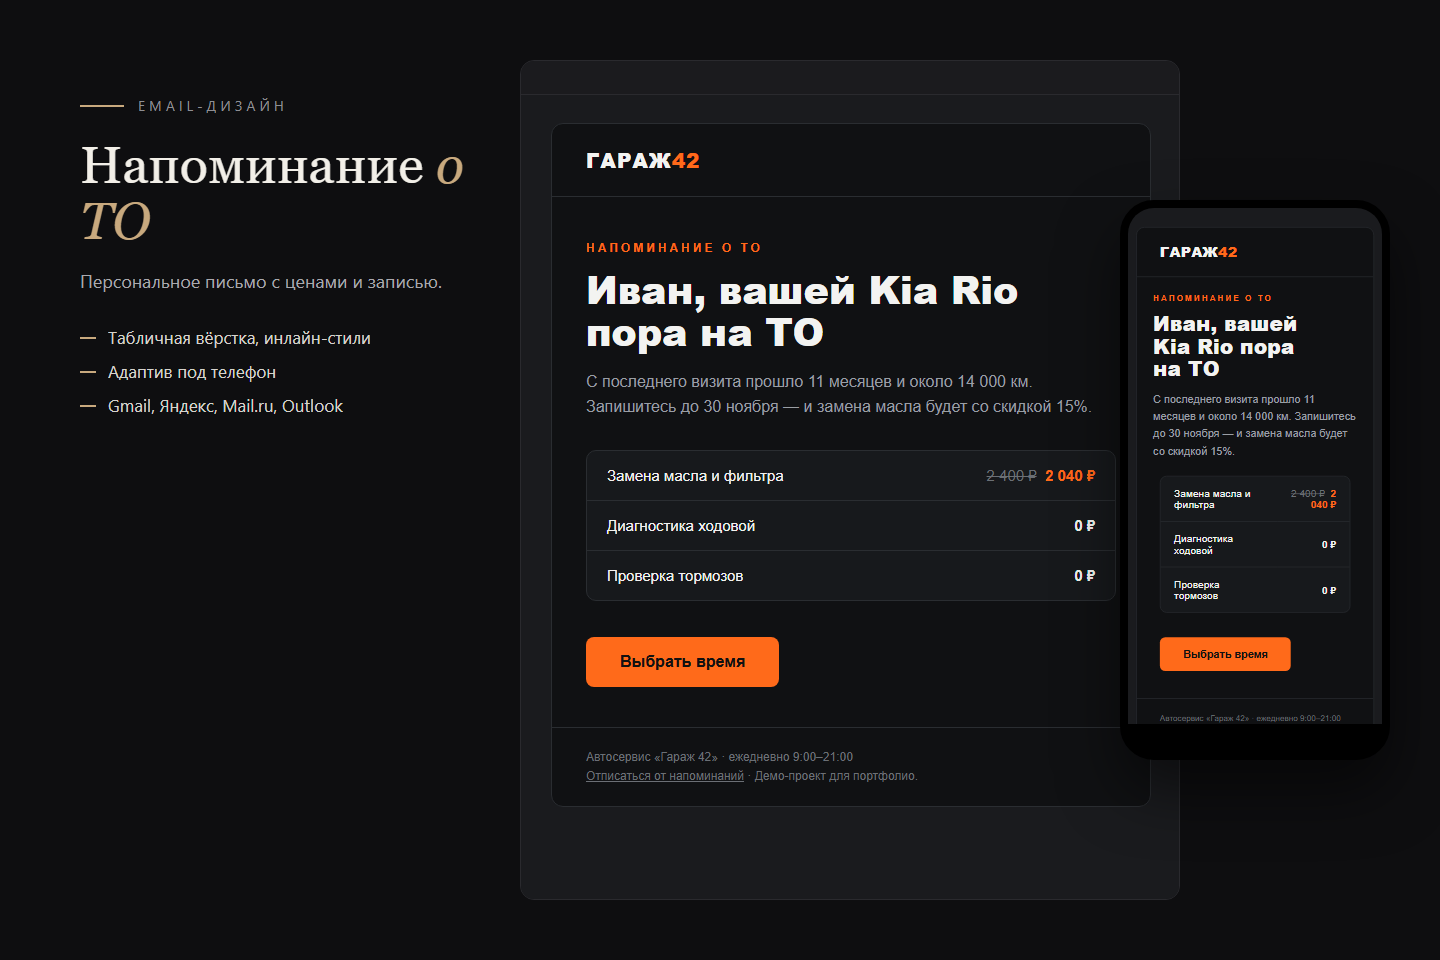 EMAIL-ДИЗАЙН
Напоминание о
ТО
Персональное письмо с ценами и записью.
Табличная вёрстка, инлайн-стили
Адаптив под телефон
Gmail, Яндекс, Mail.ru, Outlook
ГАРАЖ42
НАПОМИНАНИЕ О ТО
Иван, вашей Kia Rio
пора на ТО
С последнего визита прошло 11 месяцев и около 14 000 км.
Запишитесь до 30 ноября — и замена масла будет со скидкой 15%.
Замена масла и фильтра 2 400 ₽ 2 040 ₽
Диагностика ходовой 0 ₽
Проверка тормозов 0 ₽
Выбрать время
Автосервис «Гараж 42» · ежедневно 9:00–21:00
Отписаться от напоминаний · Демо-проект для портфолио.
ГАРАЖ42
НАПОМИНАНИЕ О ТО
Иван, вашей
Kia Rio пора
на ТО
С последнего визита прошло 11
месяцев и около 14 000 км. Запишитесь
до 30 ноября — и замена масла будет
со скидкой 15%.
Замена масла и 2 400 ₽ 2
фильтра 040 ₽
Диагностика
ходовой 0 ₽
Проверка
тормозов 0 ₽
Выбрать время
Автосервис «Гараж 42» · ежедневно 9:00–21:00